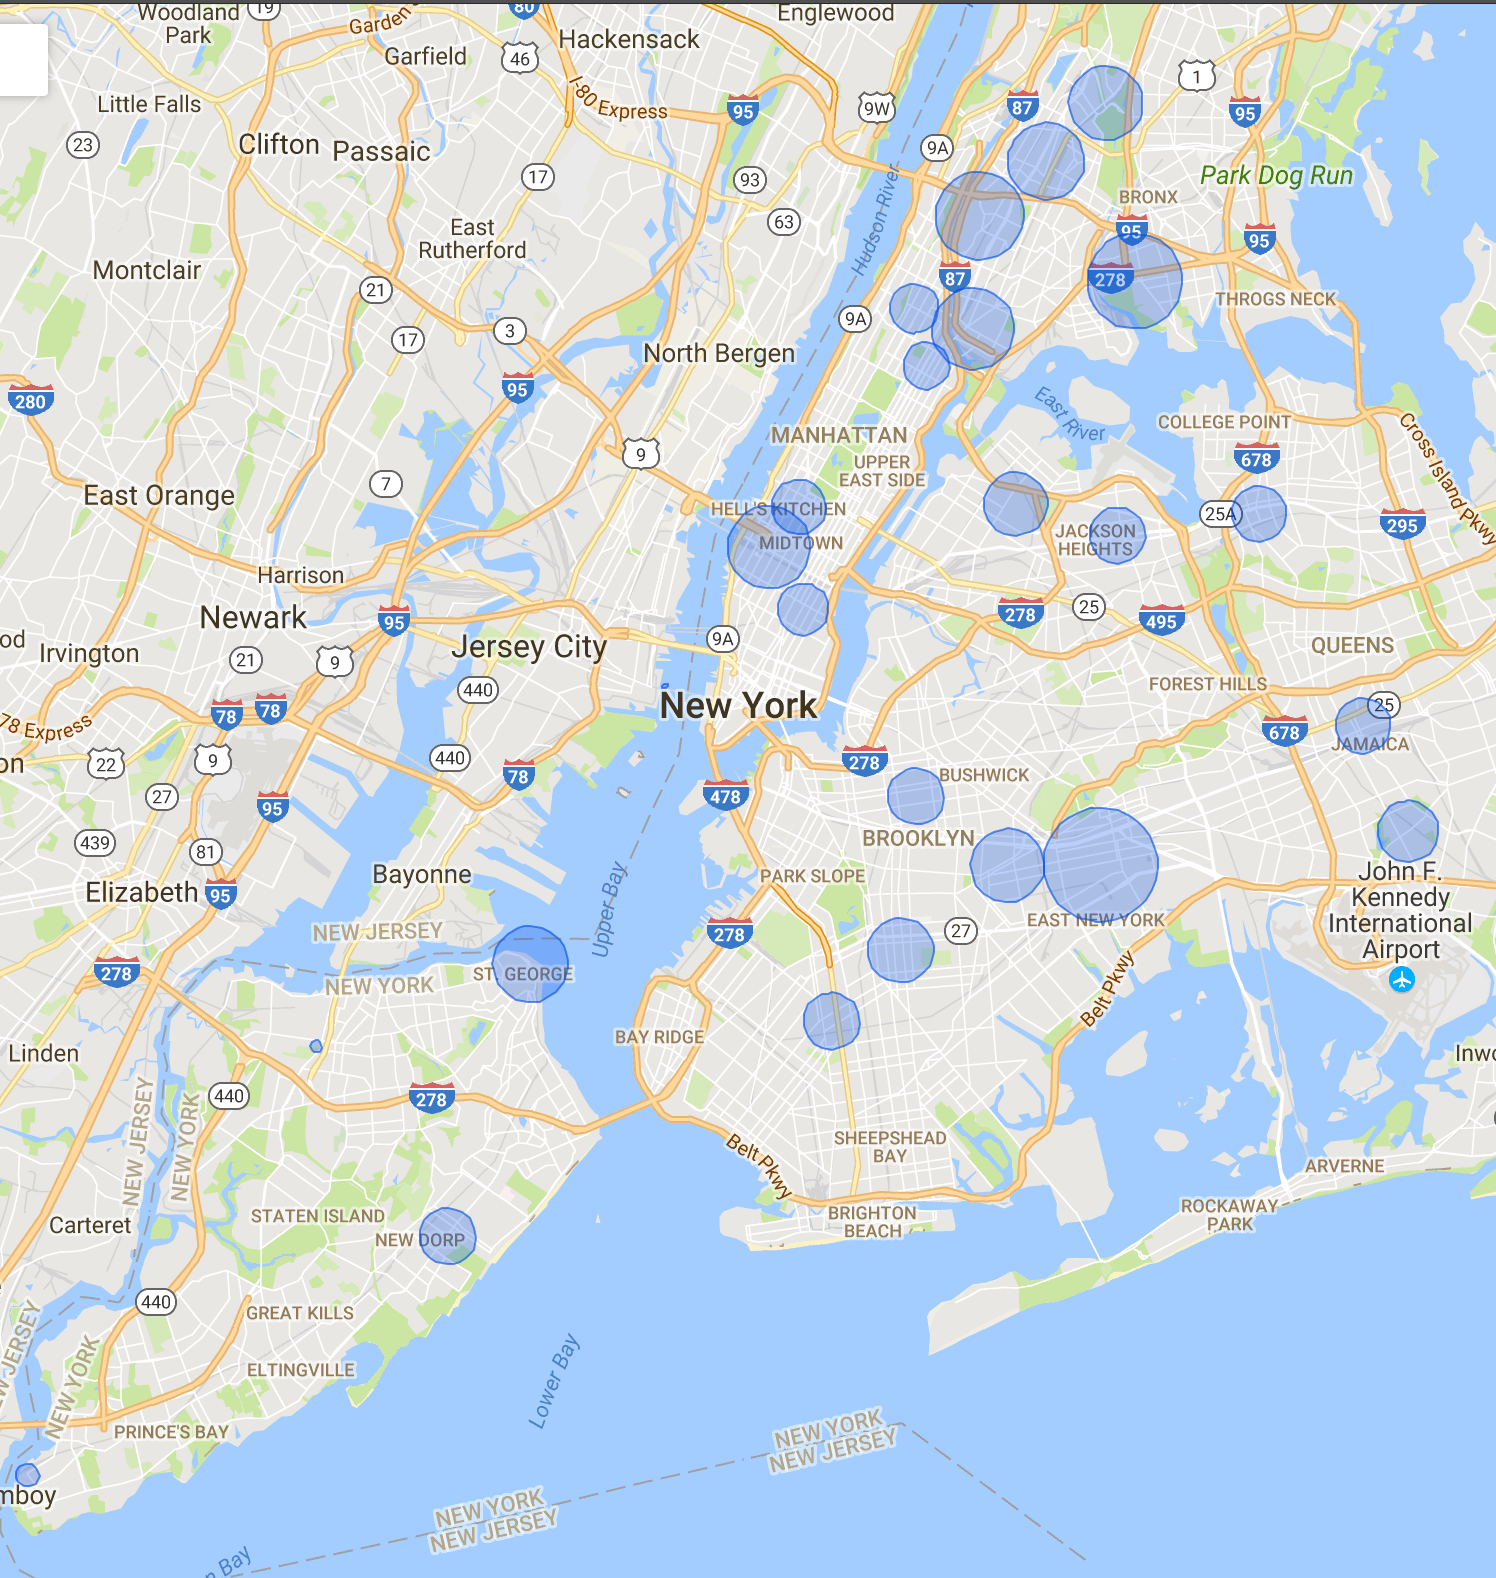 Woodland
Park
19
Garden
80
46
Hackensack
Englewood
Garfield
I-80 Express
Little Falls
95
9W
87
1
95
23
Clifton
Passaic
9A
17
93
Park Dog Run
BRONX
63
Hudson River
East
Rutherford
95
95
Montclair
21
87
278
THROGS NECK
17
3
9A
North Bergen
280
95
East River
COLLEGE POINT
Cross Island Pkwy
MANHATTAN
9
UPPER
EAST SIDE
678
7
East Orange
HELL'S KITCHEN
25A
295
JACKSON
HEIGHTS
MIDTOWN
Harrison
Newark
95
278
25
495
od
Irvington
21
9
Jersey City
9A
QUEENS
440
FOREST HILLS
78
78
New York
25
678
JAMAICA
78 Express
on
22
9
440
78
278
BUSHWICK
27
95
478
439
81
BROOKLYN
Elizabeth
95
Bayonne
PARK SLOPE
John F.
Kennedy
International
Airport
Upper Bay
EAST NEW YORK
NEW JERSEY
278
27
278
ST. GEORGE
NEW YORK
Belt Pkwy
BAY RIDGE
Linden
Inwo
440
278
NEW JERSEY
NEW YORK
SHEEPSHEAD
BAY
Belt Pkwy
ARVERNE
Carteret
STATEN ISLAND
NEW DORP
BRIGHTON
BEACH
ROCKAWAY
PARK
440
GREAT KILLS
W JERSEY
NEW YORK
ELTINGVILLE
Lower Bay
PRINCE'S BAY
NEW YORK
NEW JERSEY
mboy
NEW YORK
NEW JERSEY
n Bay